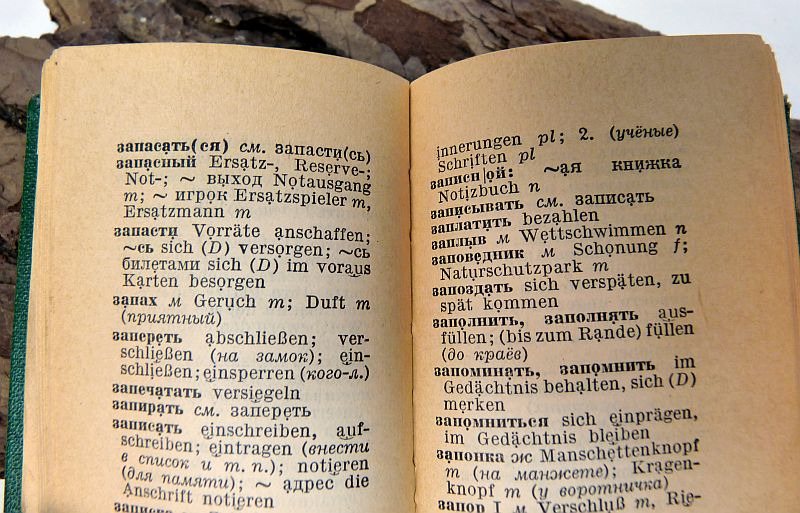 запасать(ся) см. запасти(сь)
запасный Ersatz-, Reserve-;
Not-; ~ выход Notausgang
m; ~ игрок Ersatzspieler m,
Ersatzmann m
запасти Vorräte anschaffen;
~сь sich (D) versorgen; ~сь
билетами sich (D) im voraus
Karten besorgen
запах м Geruch m; Duft m
(приятный)
запереть abschließen; ver-
schließen (на замок); ein-
schließen; einsperren (кого-л.)
запечатать versiegeln
запирать см. запереть
записать einschreiben, auf-
schreiben; eintragen (внести
в список и т. п.); notieren
(для памяти); ~ адрес die
Anschrift notieren
innerungen pl; 2. (учёные)
Schriften pl
записн|ой: ~ая книжка
Notizbuch n
записывать см. записать
заплатить bezahlen
заплыв м Wettschwimmen n
заповедник м Schonung f;
Naturschutzpark m
запоздать sich verspäten, zu
spät kommen
заполнить, заполнять aus-
füllen; (bis zum Rande) füllen
(до краёв)
запоминать, запомнить im
Gedächtnis behalten, sich (D)
merken
запомниться sich einprägen,
im Gedächtnis bleiben
запонка ж Manschettenknopf
m (на манжете); Kragen-
knopf m (у воротничка)
запор I м Verschluß m, Rie-